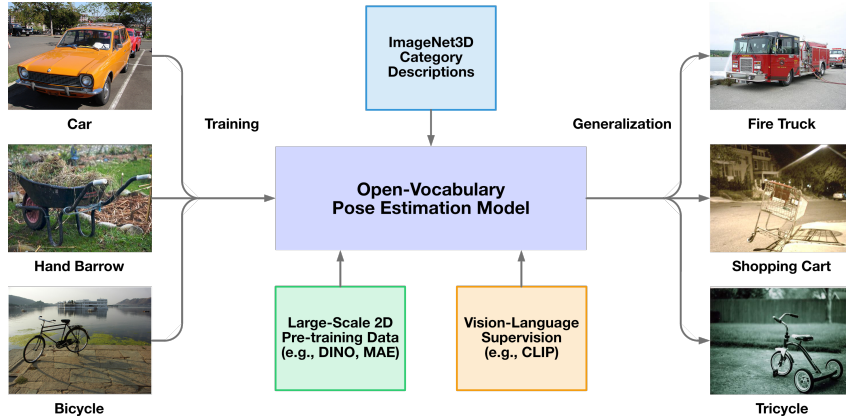 ImageNet3D
Category
Descriptions
Car
Training
Generalization
Fire Truck
Open-Vocabulary
Pose Estimation Model
Hand Barrow
Shopping Cart
Large-Scale 2D
Pre-training Data
(e.g., DINO, MAE)
Vision-Language
Supervision
(e.g., CLIP)
Bicycle
Tricycle